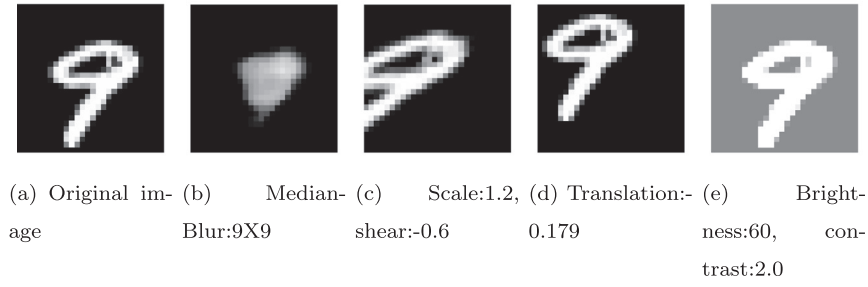 (a) Original im-
age
(b) Median-
Blur:9X9
(c) Scale:1.2,
shear:-0.6
(d) Translation:-
0.179
(e) Bright-
ness:60, con-
trast:2.0